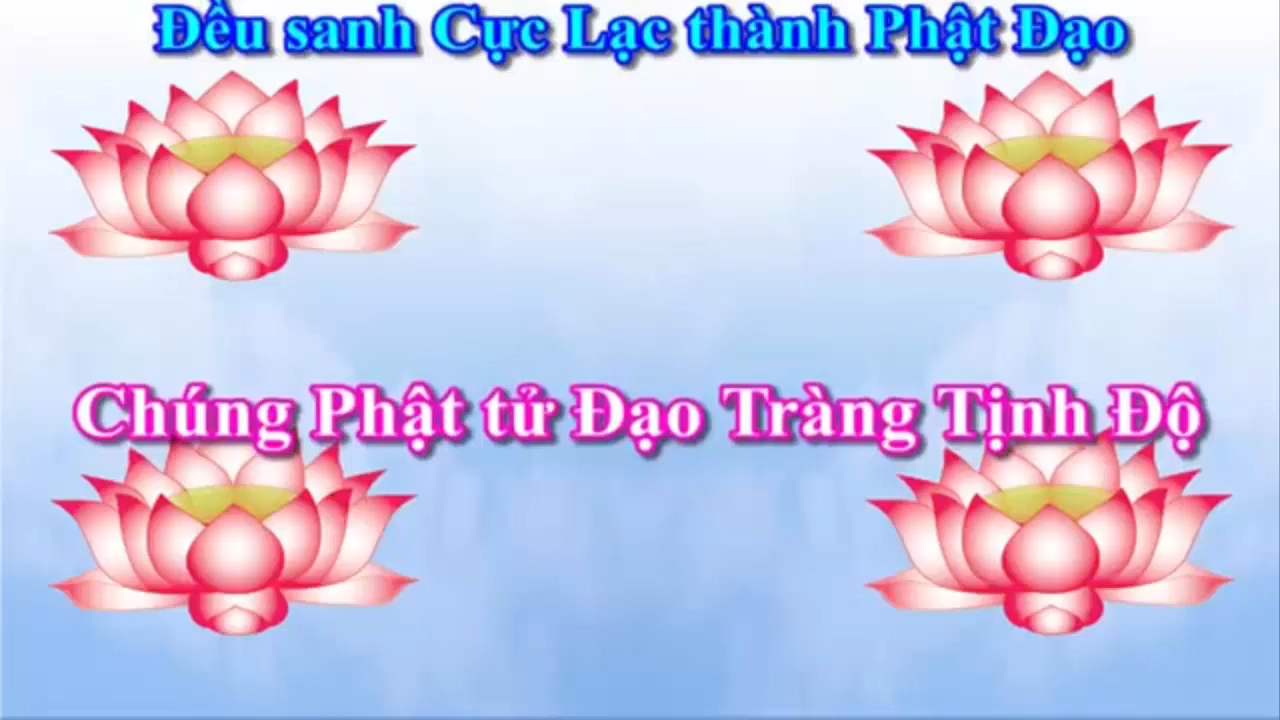 Đều sanh Cực Lạc thành Phật Đạo
Chúng Phật tử Đạo Tràng Tịnh Độ